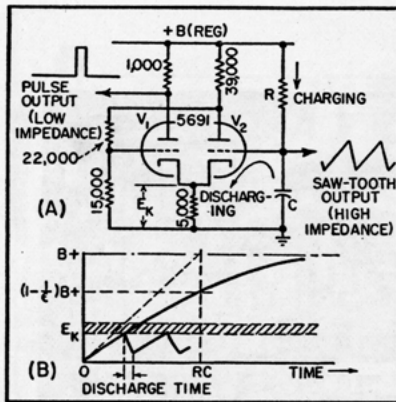 +B (REG)
1,000
39,000
PULSE
OUTPUT
(LOW
IMPEDANCE)
22,000
V1
5691
V2
R
CHARGING
15,000
EK
5,000
DISCHARG-
ING
C
SAW-TOOTH
OUTPUT
(HIGH
IMPEDANCE)
(A)
B+
(1-1/ε)B+
EK
(B)
O
RC
TIME
DISCHARGE TIME